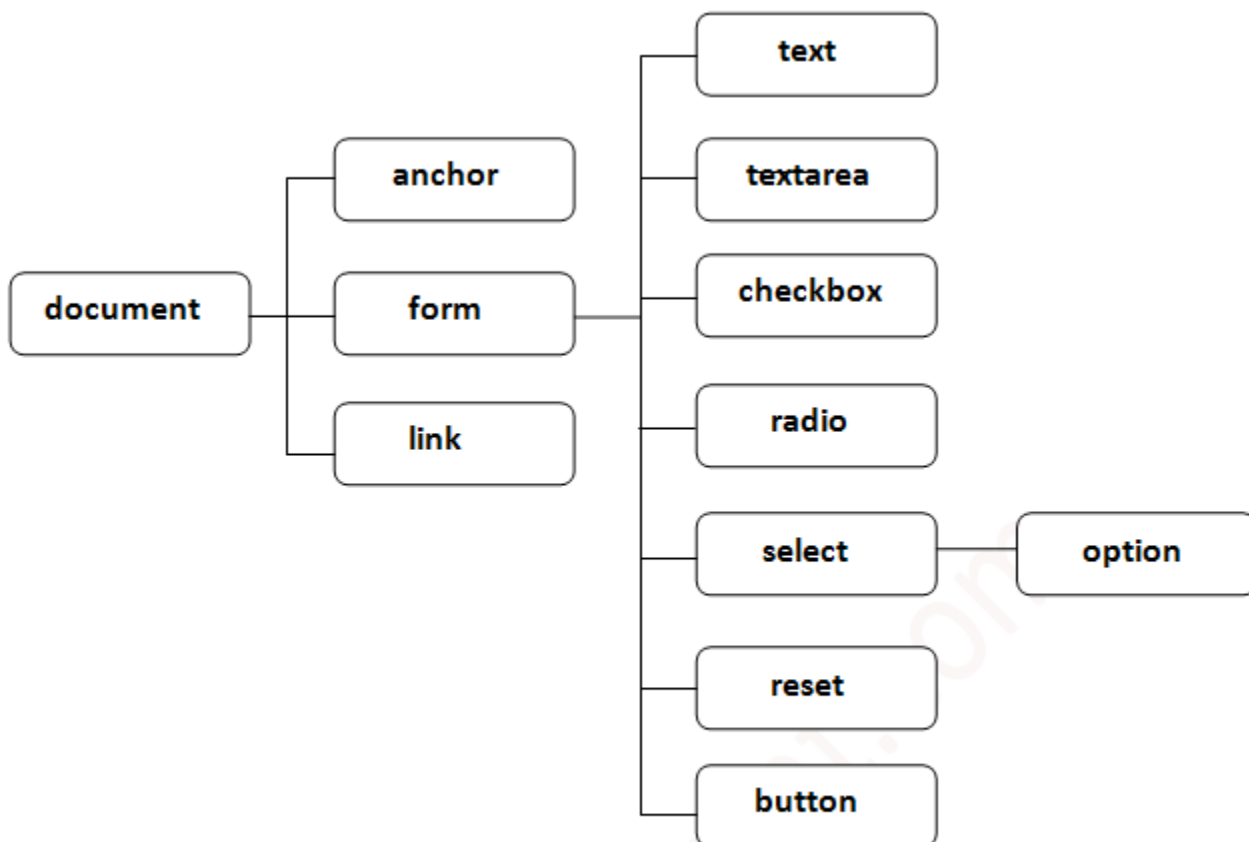 text
anchor
textarea
document
form
checkbox
link
radio
select
option
reset
button